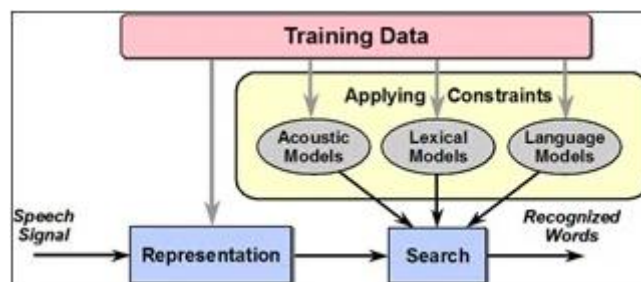 Training Data
Applying Constraints
Acoustic
Models
Lexical
Models
Language
Models
Speech
Signal
Representation
Search
Recognized
Words